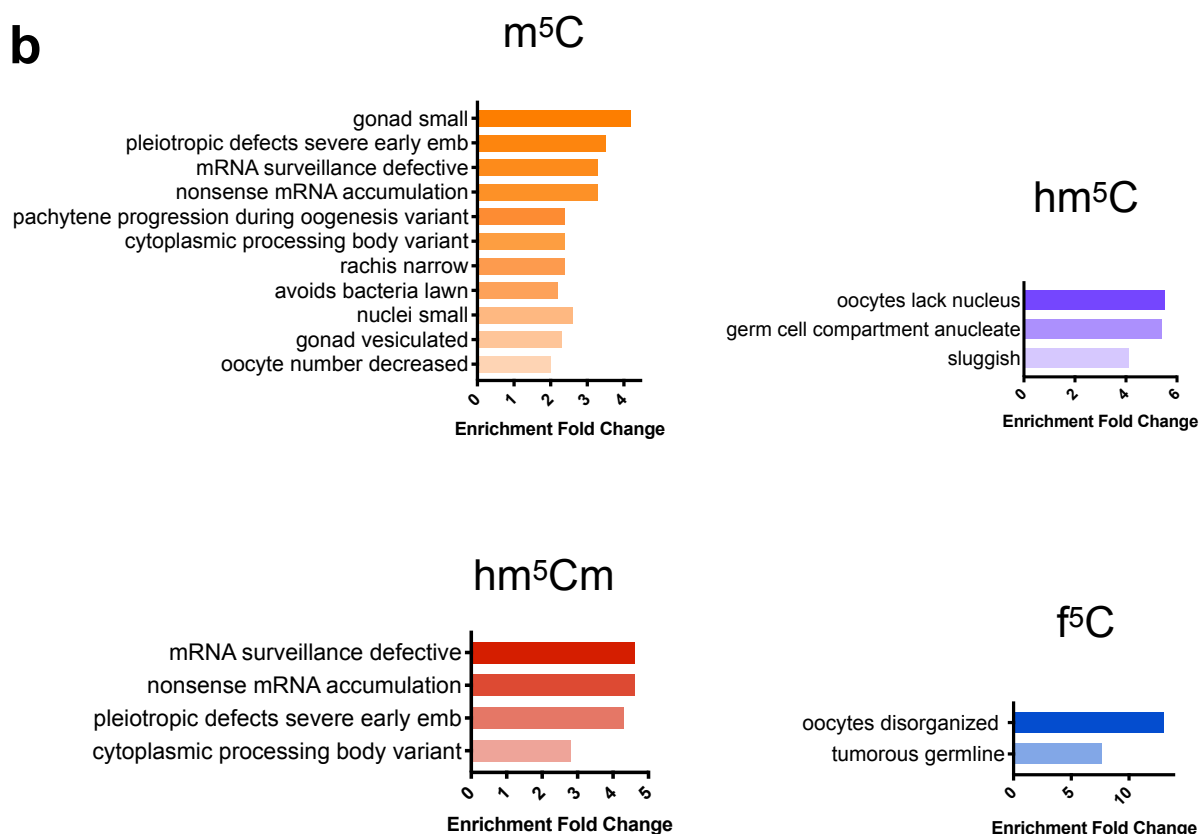 b
m⁵C
gonad small
pleiotropic defects severe early emb
mRNA surveillance defective
nonsense mRNA accumulation
pachytene progression during oogenesis variant
cytoplasmic processing body variant
rachis narrow
avoids bacteria lawn
nuclei small
gonad vesiculated
oocyte number decreased
0 1 2 3 4
Enrichment Fold Change
hm⁵C
oocytes lack nucleus
germ cell compartment anucleate
sluggish
0 2 4 6
Enrichment Fold Change
hm⁵Cm
mRNA surveillance defective
nonsense mRNA accumulation
pleiotropic defects severe early emb
cytoplasmic processing body variant
0 1 2 3 4 5
Enrichment Fold Change
f⁵C
oocytes disorganized
tumorous germline
0 5 10
Enrichment Fold Change